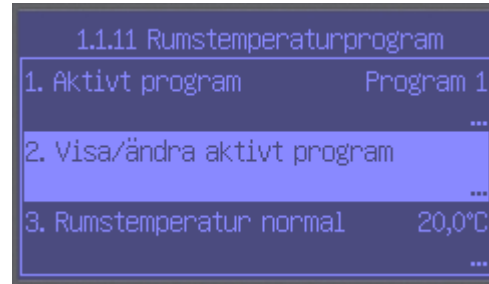 1.1.11 Rumstemperaturprogram
1. Aktivt program Program 1
...
2. Visa/ändra aktivt program
...
3. Rumstemperatur normal 20,0°C
...